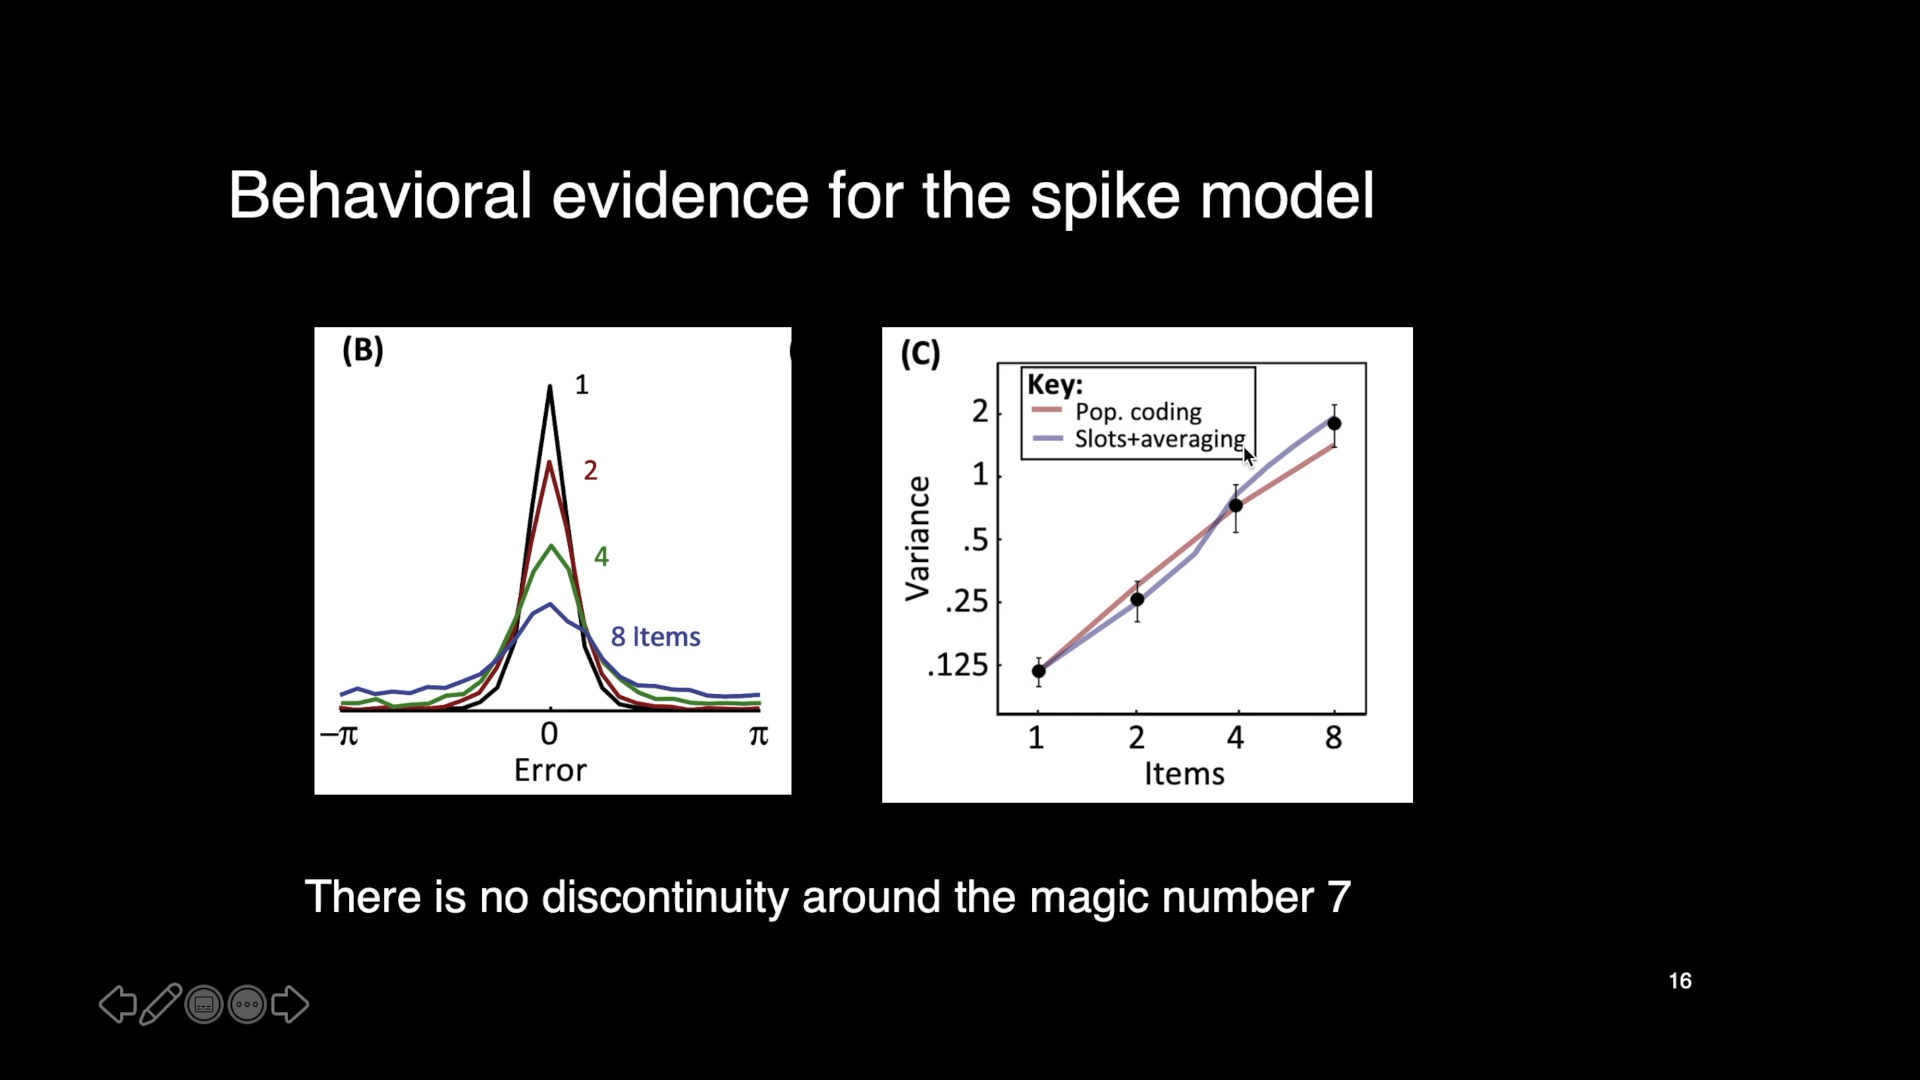 Behavioral evidence for the spike model
(B)
1
2
4
8 Items
−π 0 π
Error
(C)
Key:
Pop. coding
Slots+averaging
2
1
.5
.25
.125
Variance
1 2 4 8
Items
There is no discontinuity around the magic number 7
16